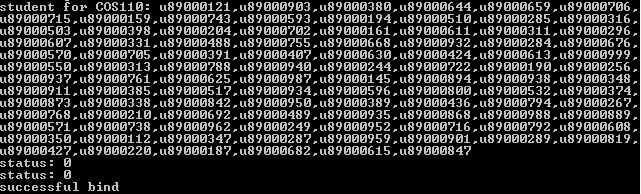 student for COS110: u89000121,u89000903,u89000380,u89000644,u89000659,u89000706,
u89000715,u89000159,u89000743,u89000593,u89000194,u89000510,u89000285,u89000316,
u89000503,u89000398,u89000204,u89000702,u89000161,u89000611,u89000311,u89000296,
u89000607,u89000331,u89000488,u89000755,u89000668,u89000932,u89000284,u89000676,
u89000570,u89000705,u89000395,u89000407,u89000630,u89000424,u89000613,u89000999,
u89000550,u89000313,u89000788,u89000940,u89000244,u89000722,u89000190,u89000256,
u89000937,u89000761,u89000625,u89000987,u89000145,u89000894,u89000938,u89000348,
u89000911,u89000385,u89000517,u89000934,u89000596,u89000800,u89000532,u89000374,
u89000873,u89000338,u89000842,u89000950,u89000389,u89000436,u89000794,u89000267,
u89000768,u89000210,u89000692,u89000489,u89000935,u89000868,u89000988,u89000889,
u89000571,u89000738,u89000962,u89000249,u89000952,u89000716,u89000792,u89000608,
u89000350,u89000112,u89000347,u89000287,u89000959,u89000901,u89000289,u89000819,
u89000427,u89000220,u89000187,u89000682,u89000615,u89000847
status: 0
status: 0
successful bind